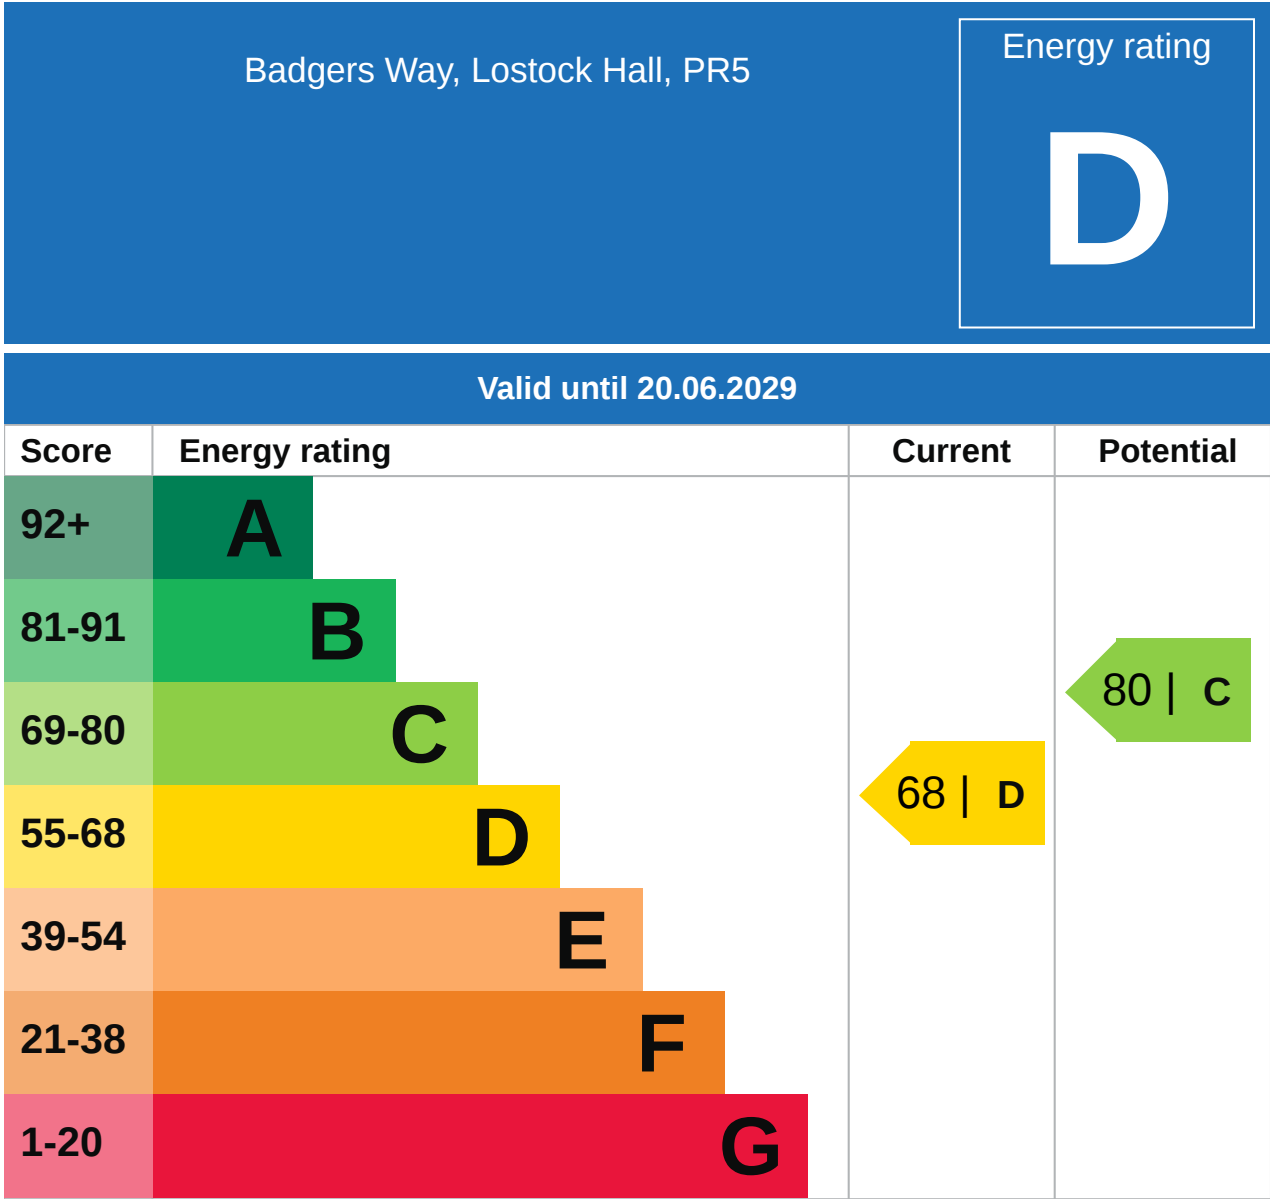 Badgers Way, Lostock Hall, PR5
Energy rating
D
Valid until 20.06.2029
Score Energy rating Current Potential
92+ A
81-91 B
69-80 C 80 | C
55-68 D 68 | D
39-54 E
21-38 F
1-20 G